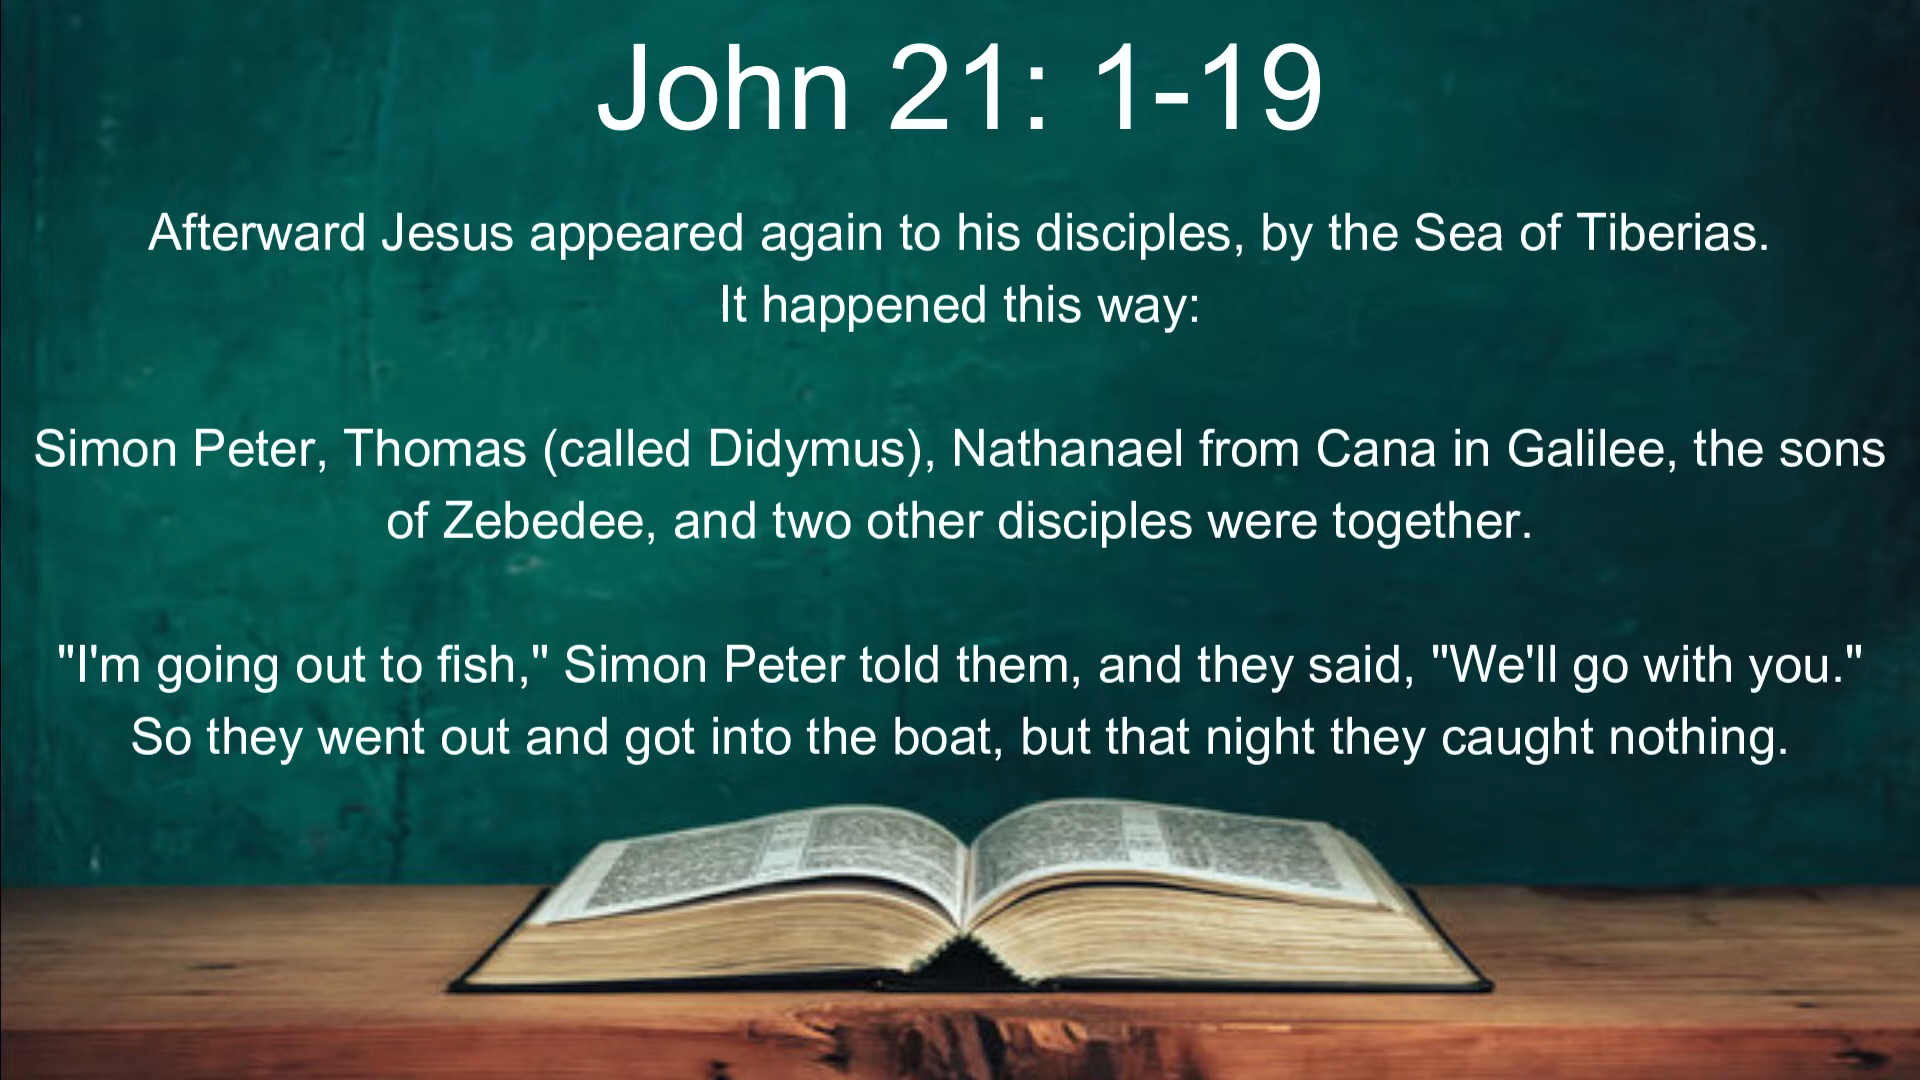 John 21: 1-19
Afterward Jesus appeared again to his disciples, by the Sea of Tiberias.
It happened this way:
Simon Peter, Thomas (called Didymus), Nathanael from Cana in Galilee, the sons
of Zebedee, and two other disciples were together.
"I'm going out to fish," Simon Peter told them, and they said, "We'll go with you."
So they went out and got into the boat, but that night they caught nothing.